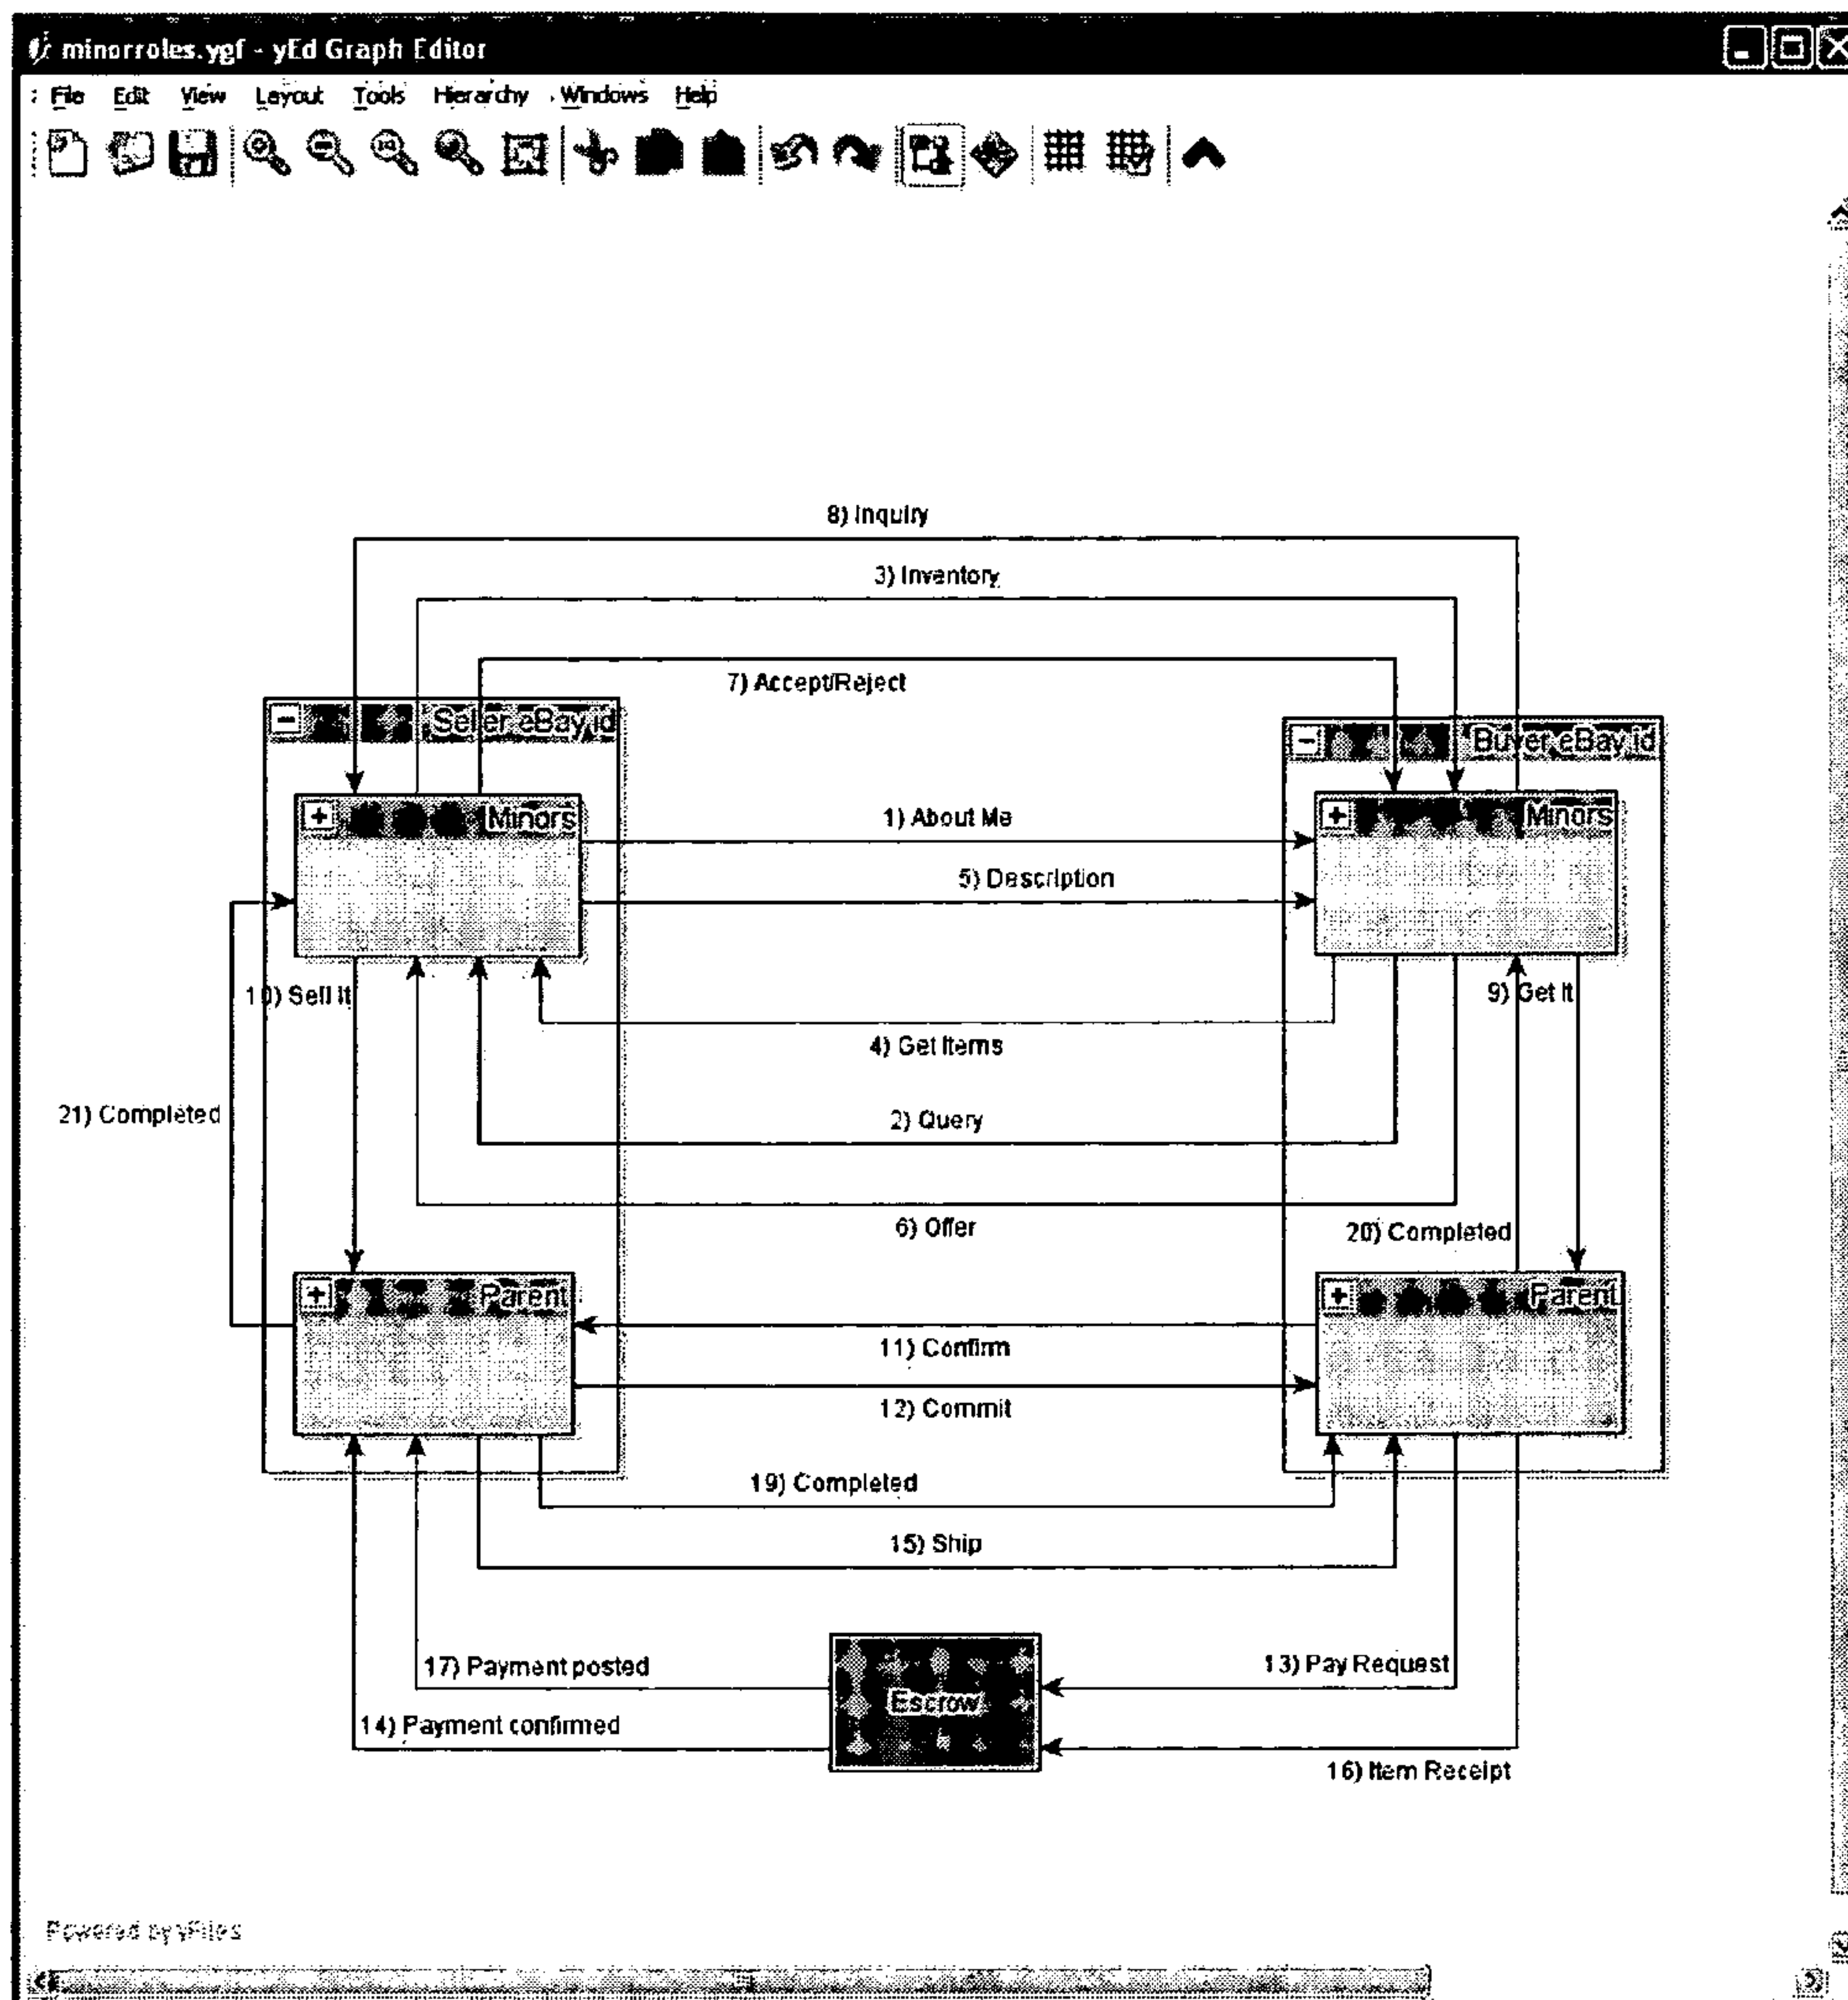 minorroles.ygf - yEd Graph Editor
File Edit View Layout Tools Hierarchy Windows Help
8) Inquiry
3) Inventory
7) Accept/Reject
Seller eBay id
Buyer eBay id
Minors
1) About Me
Minors
5) Description
10) Sell It
9) Get It
4) Get Items
21) Completed
2) Query
6) Offer
20) Completed
Parent
Parent
11) Confirm
12) Commit
19) Completed
15) Ship
17) Payment posted
13) Pay Request
Escrow
14) Payment confirmed
16) Item Receipt
Powered by yFiles